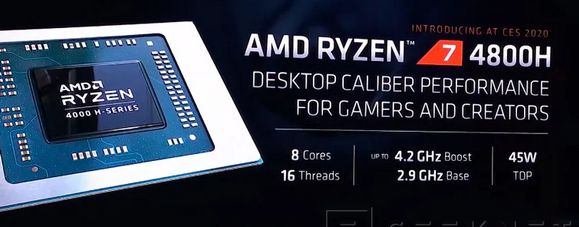 INTRODUCING AT CES 2020
AMD RYZEN™ 7 4800H
DESKTOP CALIBER PERFORMANCE
FOR GAMERS AND CREATORS
AMD
RYZEN
4000 H-SERIES
8 Cores
16 Threads
UP TO 4.2 GHz Boost
2.9 GHz Base
45W
TDP